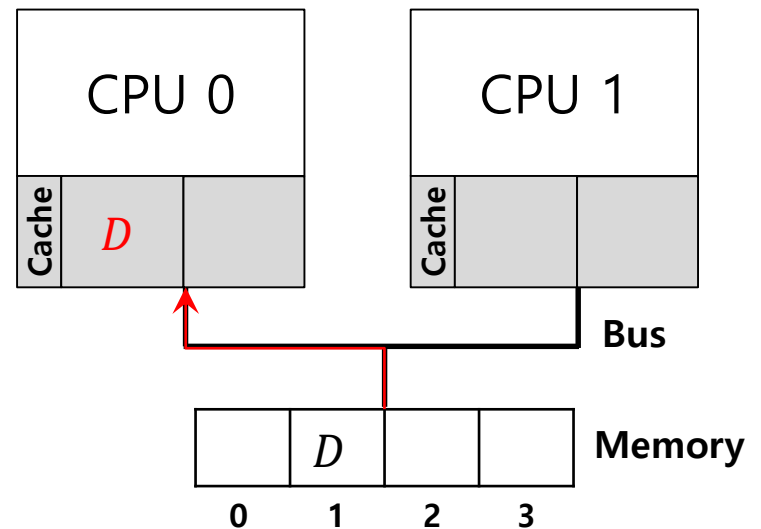 CPU 0
CPU 1
Cache
D
Cache
Bus
D
Memory
0 1 2 3